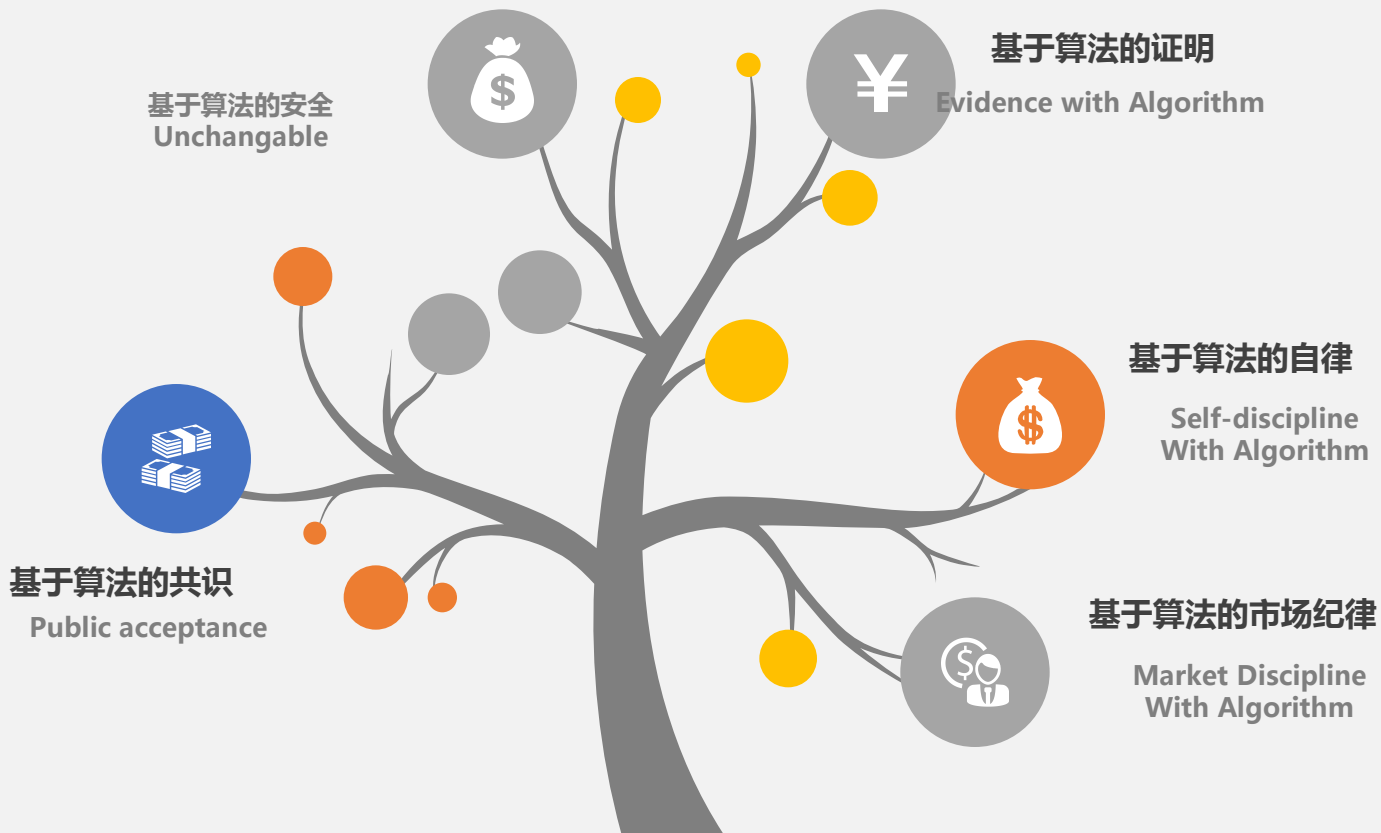 基于算法的安全
Unchangable
$
¥
基于算法的证明
Evidence with Algorithm
$
基于算法的自律
Self-discipline
With Algorithm
基于算法的共识
Public acceptance
$
基于算法的市场纪律
Market Discipline
With Algorithm